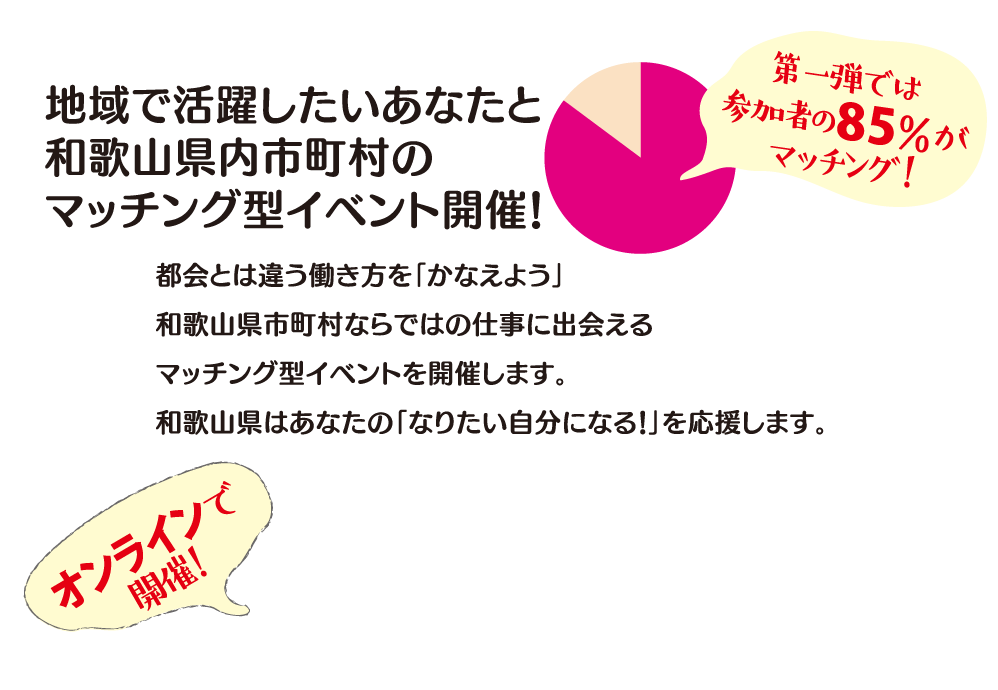 地域で活躍したいあなたと
和歌山県内市町村の
マッチング型イベント開催!
第一弾では
参加者の85%が
マッチング!
都会とは違う働き方を「かなえよう」
和歌山県市町村ならではの仕事に出会える
マッチング型イベントを開催します。
和歌山県はあなたの「なりたい自分になる!」を応援します。
オンラインで
開催!